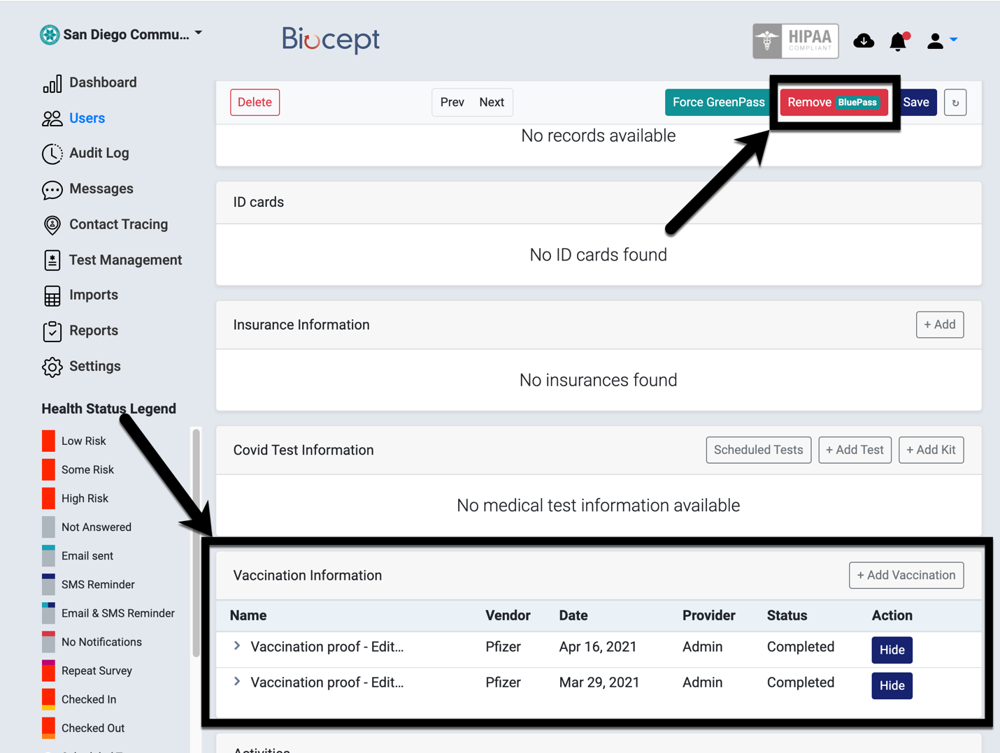 San Diego Commu...
Biocept
HIPAA
COMPLIANT
Dashboard
Users
Audit Log
Messages
Contact Tracing
Test Management
Imports
Reports
Settings
Health Status Legend
Low Risk
Some Risk
High Risk
Not Answered
Email sent
SMS Reminder
Email & SMS Reminder
No Notifications
Repeat Survey
Checked In
Checked Out
Delete
Prev Next
Force GreenPass
Remove BluePass
Save
No records available
ID cards
No ID cards found
Insurance Information
+ Add
No insurances found
Covid Test Information
Scheduled Tests
+ Add Test
+ Add Kit
No medical test information available
Vaccination Information
+ Add Vaccination
Name Vendor Date Provider Status Action
Vaccination proof - Edit... Pfizer Apr 16, 2021 Admin Completed Hide
Vaccination proof - Edit... Pfizer Mar 29, 2021 Admin Completed Hide
Activities